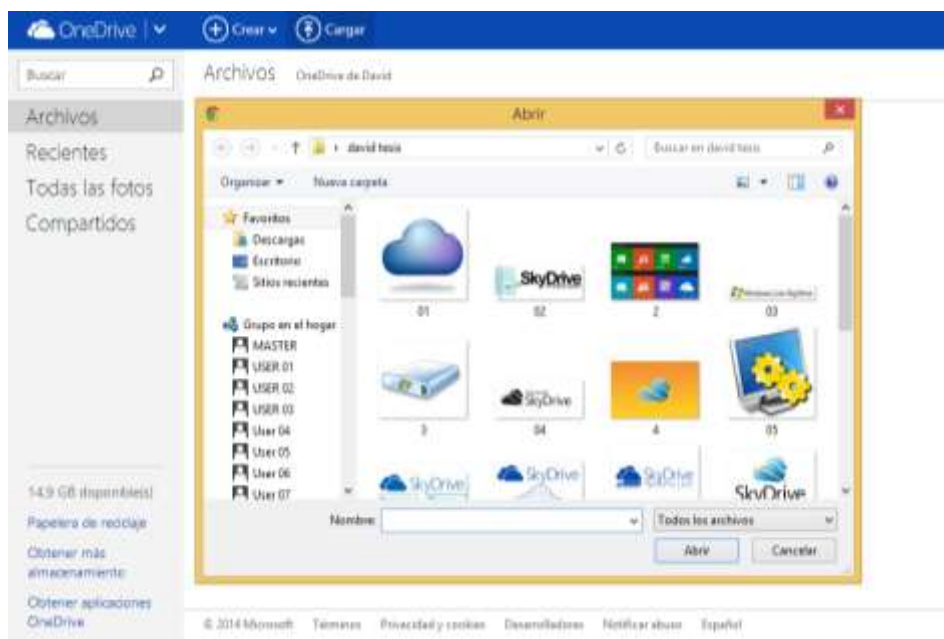 OneDrive
Crear
Cargar
Buscar
Archivos
OneDrive de David
Archivos
Recientes
Todas las fotos
Compartidos
14,9 GB disponible(s)
Papelera de reciclaje
Obtener más
almacenamiento
Obtener aplicaciones
OneDrive
Abrir
david tesis
Buscar en david tesis
Organizar
Nueva carpeta
Favoritos
Descargas
Escritorio
Sitios recientes
Grupo en el hogar
MASTER
USER 01
USER 02
USER 03
User 04
User 05
User 06
User 07
SkyDrive
01
02
2
03
SkyDrive
3
04
4
05
SkyDrive
SkyDrive
SkyDrive
SkyDrive
Nombre:
Todos los archivos
Abrir
Cancelar
© 2014 Microsoft
Términos
Privacidad y cookies
Desarrolladores
Notificar abuso
Español